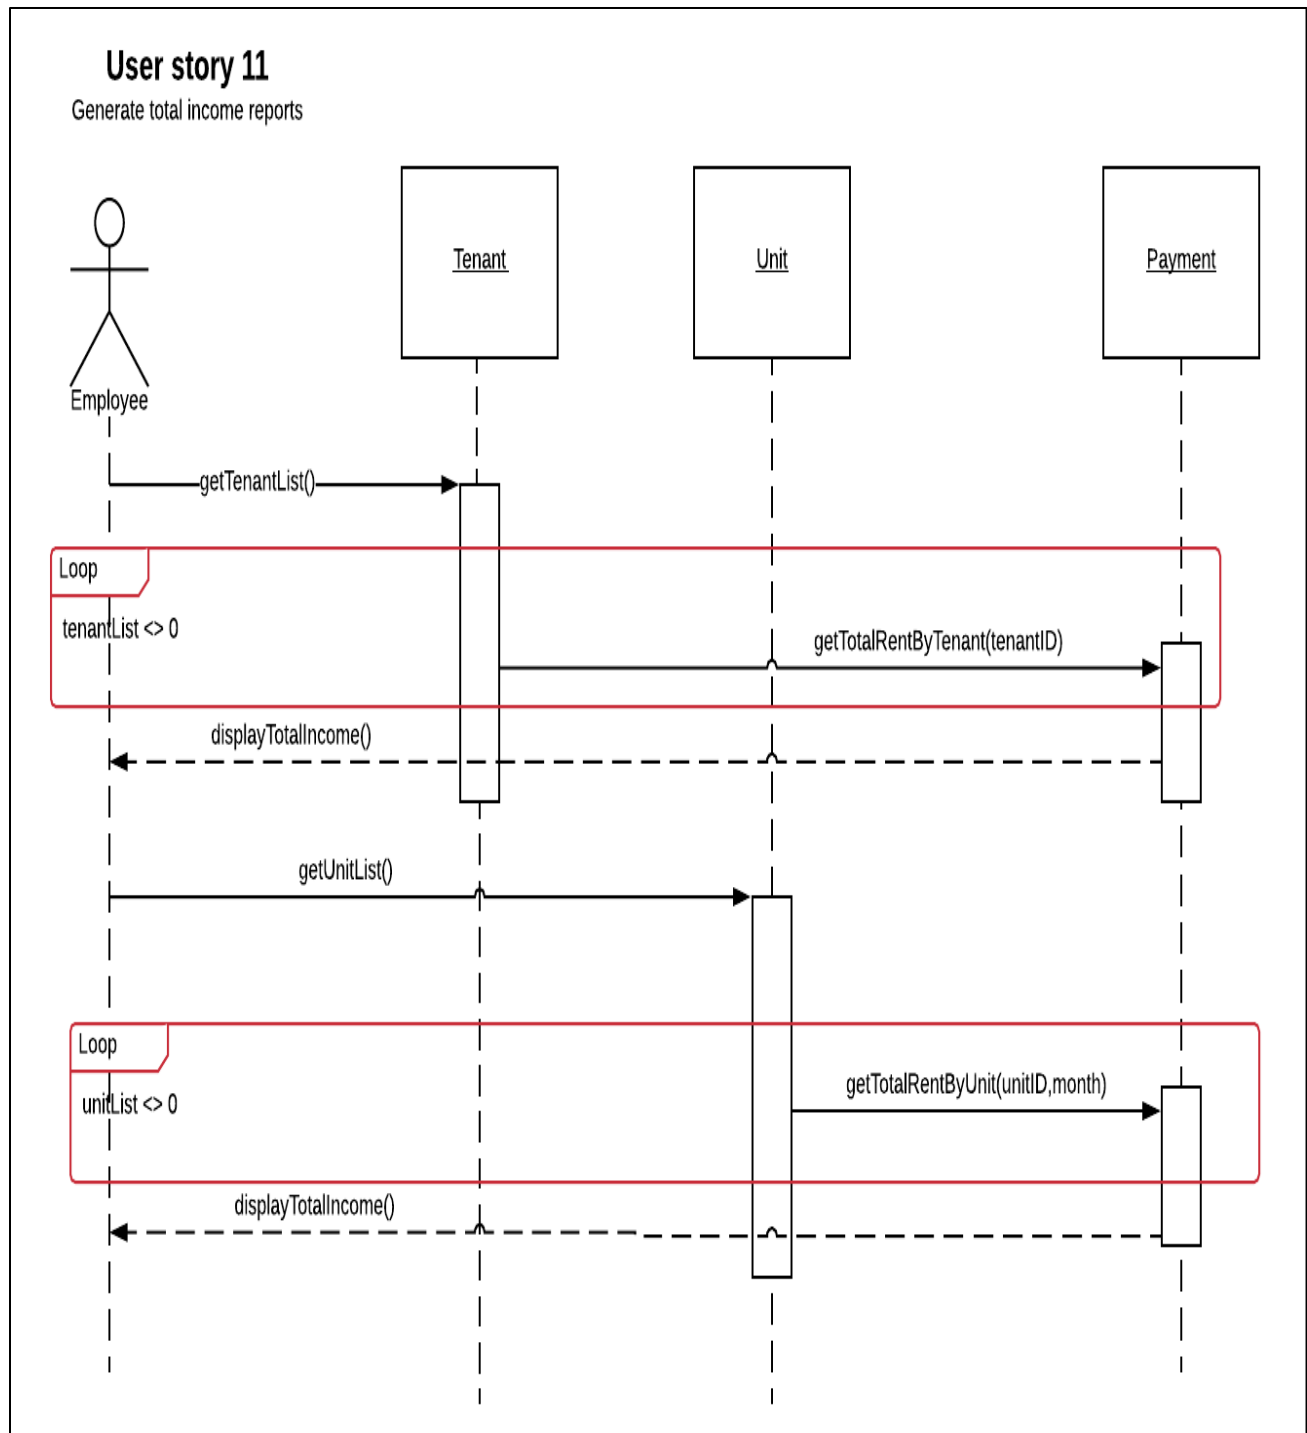 User story 11
Generate total income reports
Tenant
Unit
Payment
Employee
getTenantList()
Loop
tenantList <> 0
getTotalRentByTenant(tenantID)
displayTotalIncome()
getUnitList()
Loop
unitList <> 0
getTotalRentByUnit(unitID,month)
displayTotalIncome()